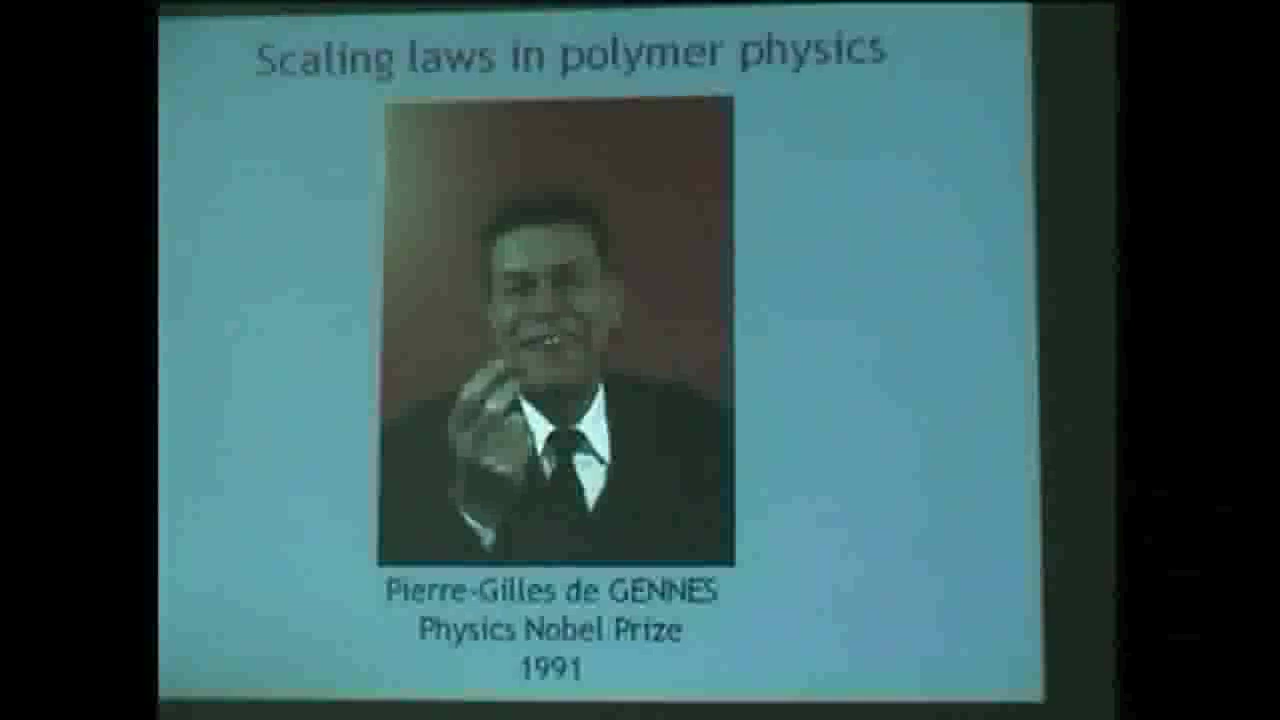 Scaling laws in polymer physics
Pierre-Gilles de GENNES
Physics Nobel Prize
1991